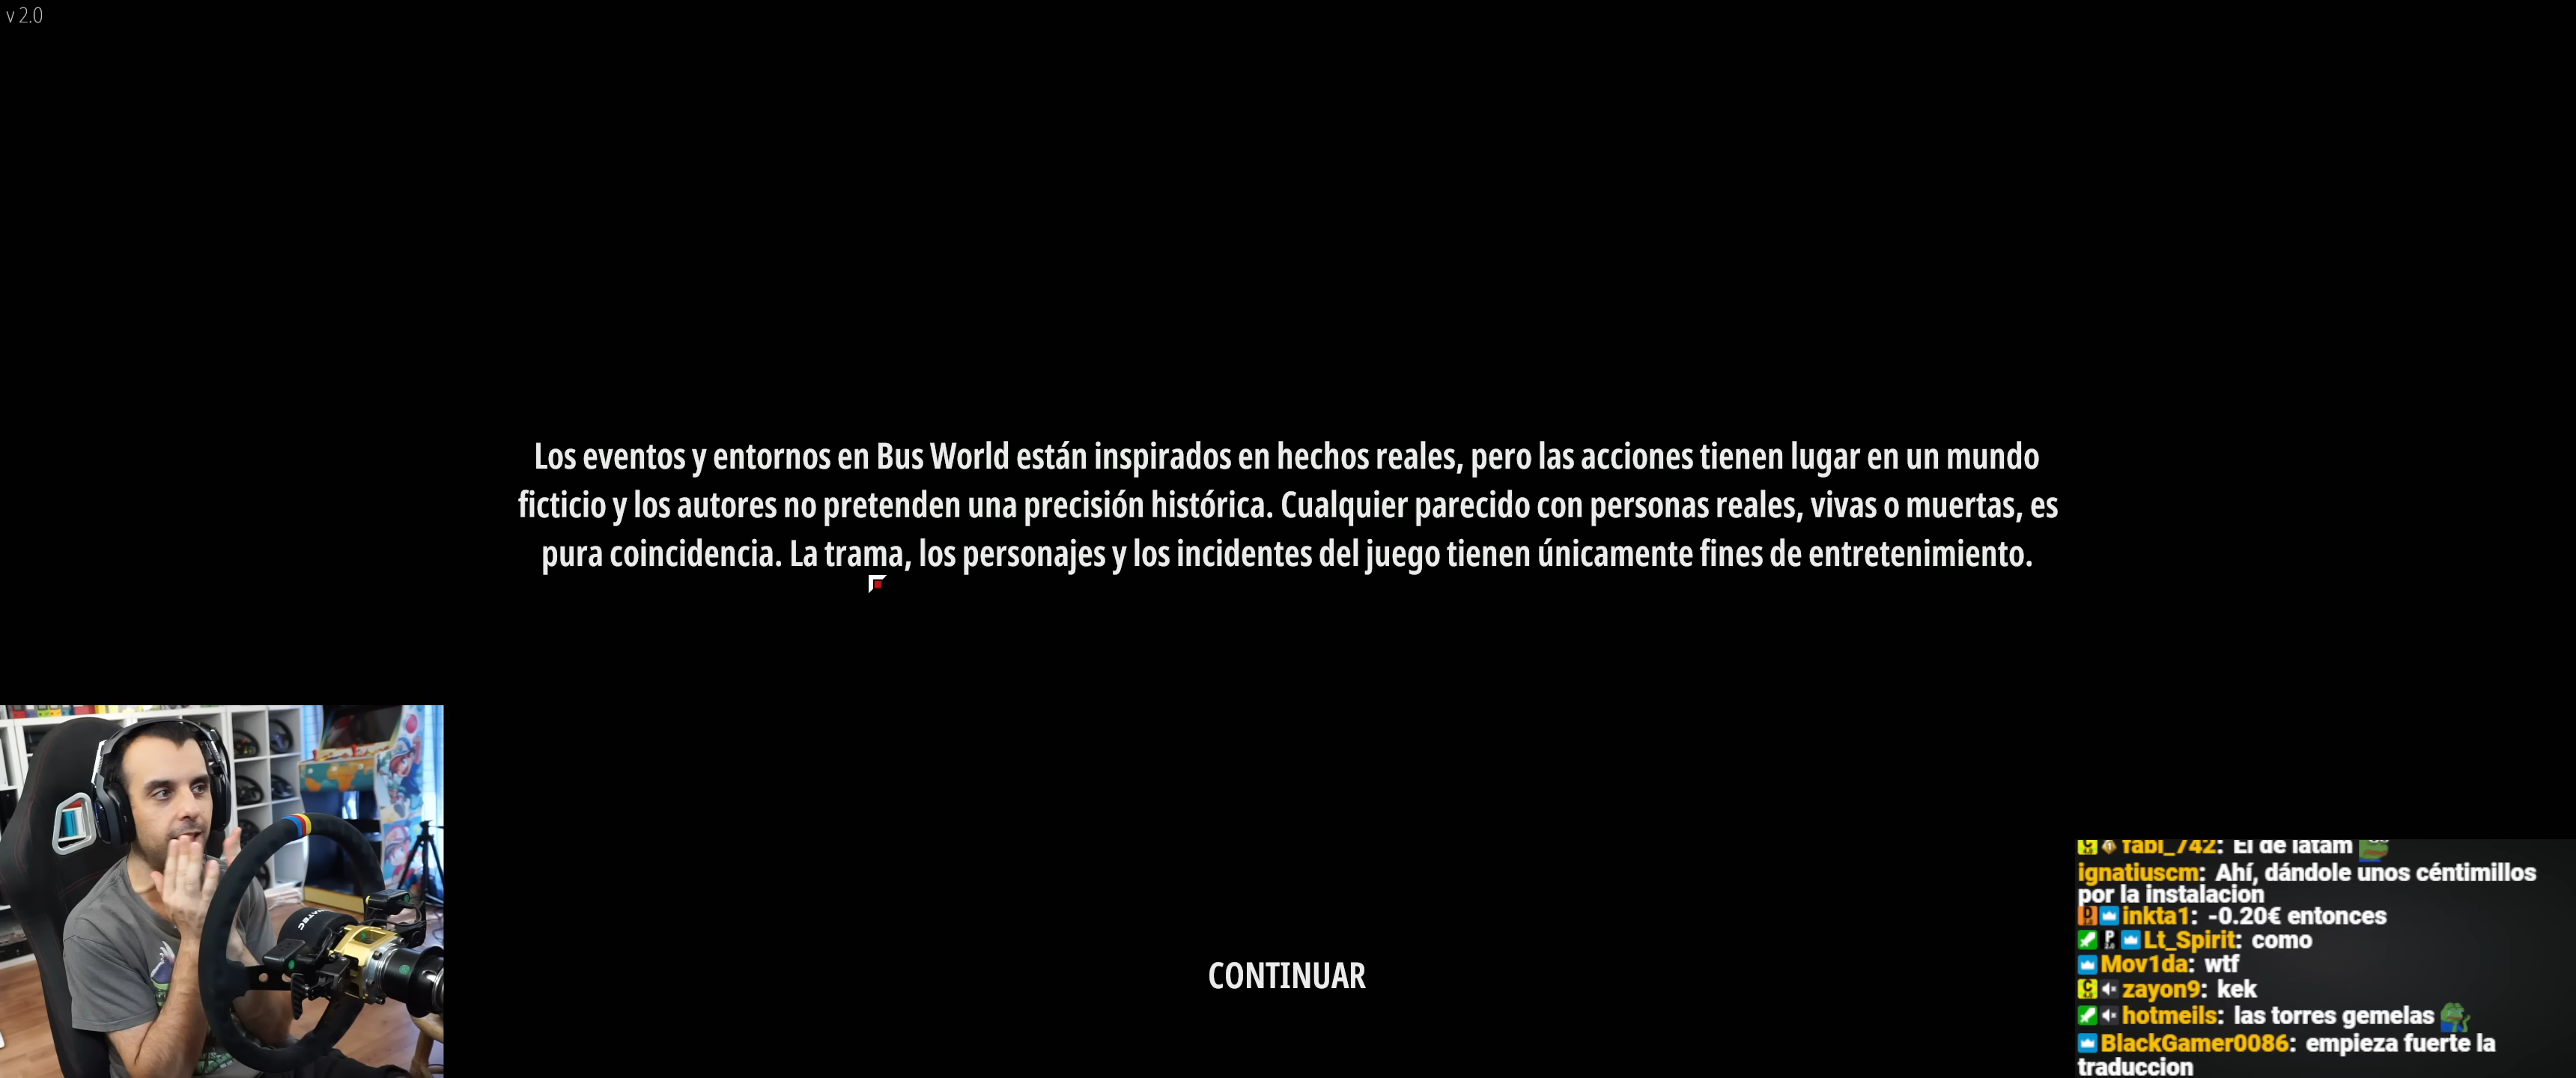 v 2.0
Los eventos y entornos en Bus World están inspirados en hechos reales, pero las acciones tienen lugar en un mundo
ficticio y los autores no pretenden una precisión histórica. Cualquier parecido con personas reales, vivas o muertas, es
pura coincidencia. La trama, los personajes y los incidentes del juego tienen únicamente fines de entretenimiento.
CONTINUAR
fabi_742: El de latam
ignatiuscm: Ahí, dándole unos céntimillos
por la instalacion
inkta1: -0.20€ entonces
Lt_Spirit: como
Mov1da: wtf
zayon9: kek
hotmeils: las torres gemelas
BlackGamer0086: empieza fuerte la
traduccion